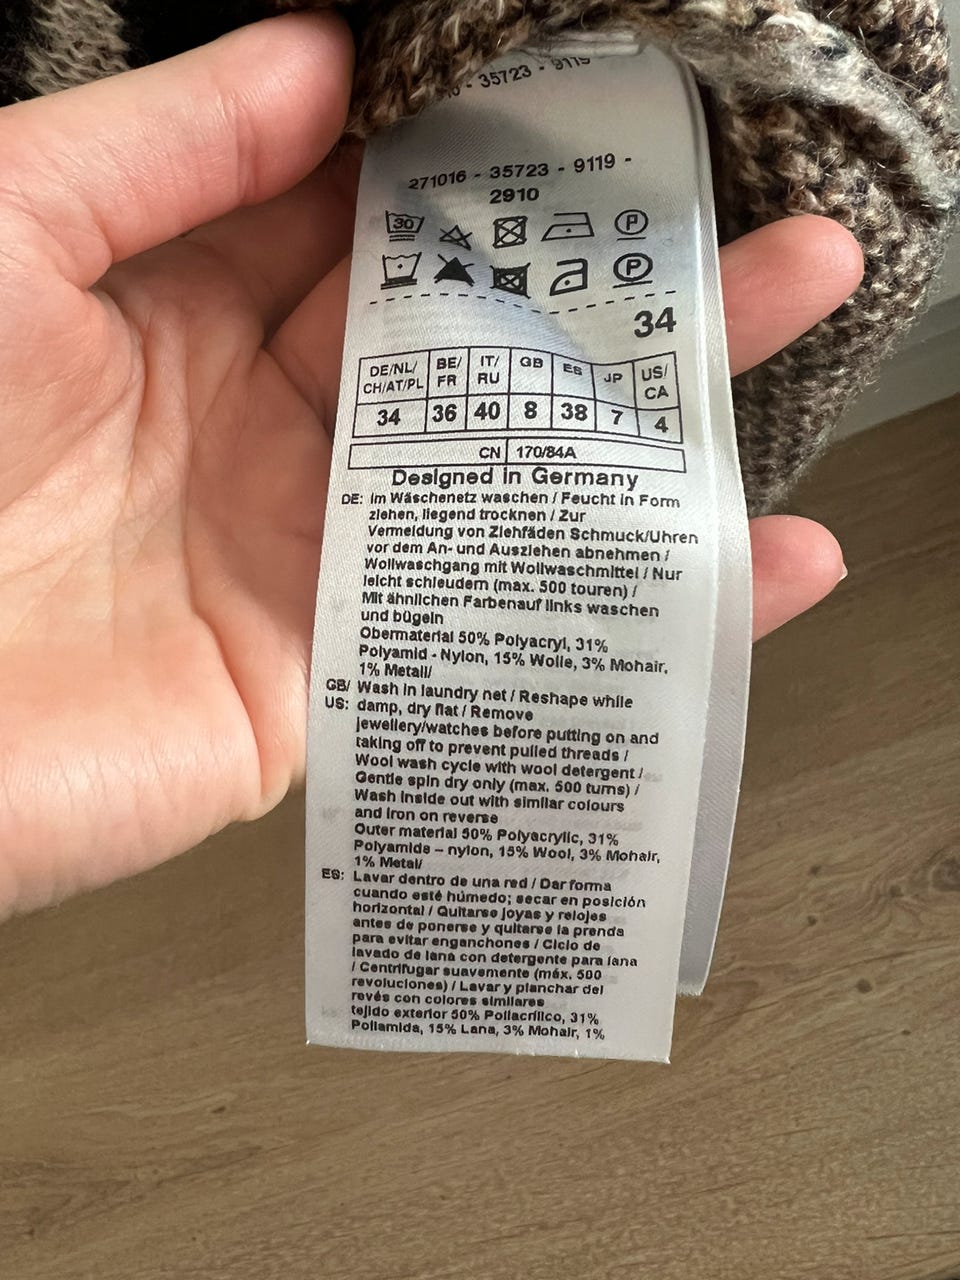 35723 - 9119
271016 - 35723 - 9119 -
2910
30 P
P
34
DE/NL/CH/AT/PL BE/FR IT/RU GB ES JP US/CA
34 36 40 8 38 7 4
CN 170/84A
Designed in Germany
DE: Im Wäschenetz waschen / Feucht in Form
ziehen, liegend trocknen / Zur
Vermeidung von Ziehfäden Schmuck/Uhren
vor dem An- und Ausziehen abnehmen /
Wollwaschgang mit Wollwaschmittel / Nur
leicht schleudern (max. 500 touren) /
Mit ähnlichen Farbenauf links waschen
und bügeln
Obermaterial 50% Polyacryl, 31%
Polyamid - Nylon, 15% Wolle, 3% Mohair,
1% Metall/
GB/ Wash in laundry net / Reshape while
US: damp, dry flat / Remove
jewellery/watches before putting on and
taking off to prevent pulled threads /
Wool wash cycle with wool detergent /
Gentle spin dry only (max. 500 turns) /
Wash inside out with similar colours
and iron on reverse
Outer material 50% Polyacrylic, 31%
Polyamide – nylon, 15% Wool, 3% Mohair,
1% Metal/
ES: Lavar dentro de una red / Dar forma
cuando esté húmedo; secar en posición
horizontal / Quitarse joyas y relojes
antes de ponerse y quitarse la prenda
para evitar enganchones / Ciclo de
lavado de lana con detergente para lana
/ Centrifugar suavemente (máx. 500
revoluciones) / Lavar y planchar del
revés con colores similares
tejido exterior 50% Poliacrílico, 31%
Poliamida, 15% Lana, 3% Mohair, 1%